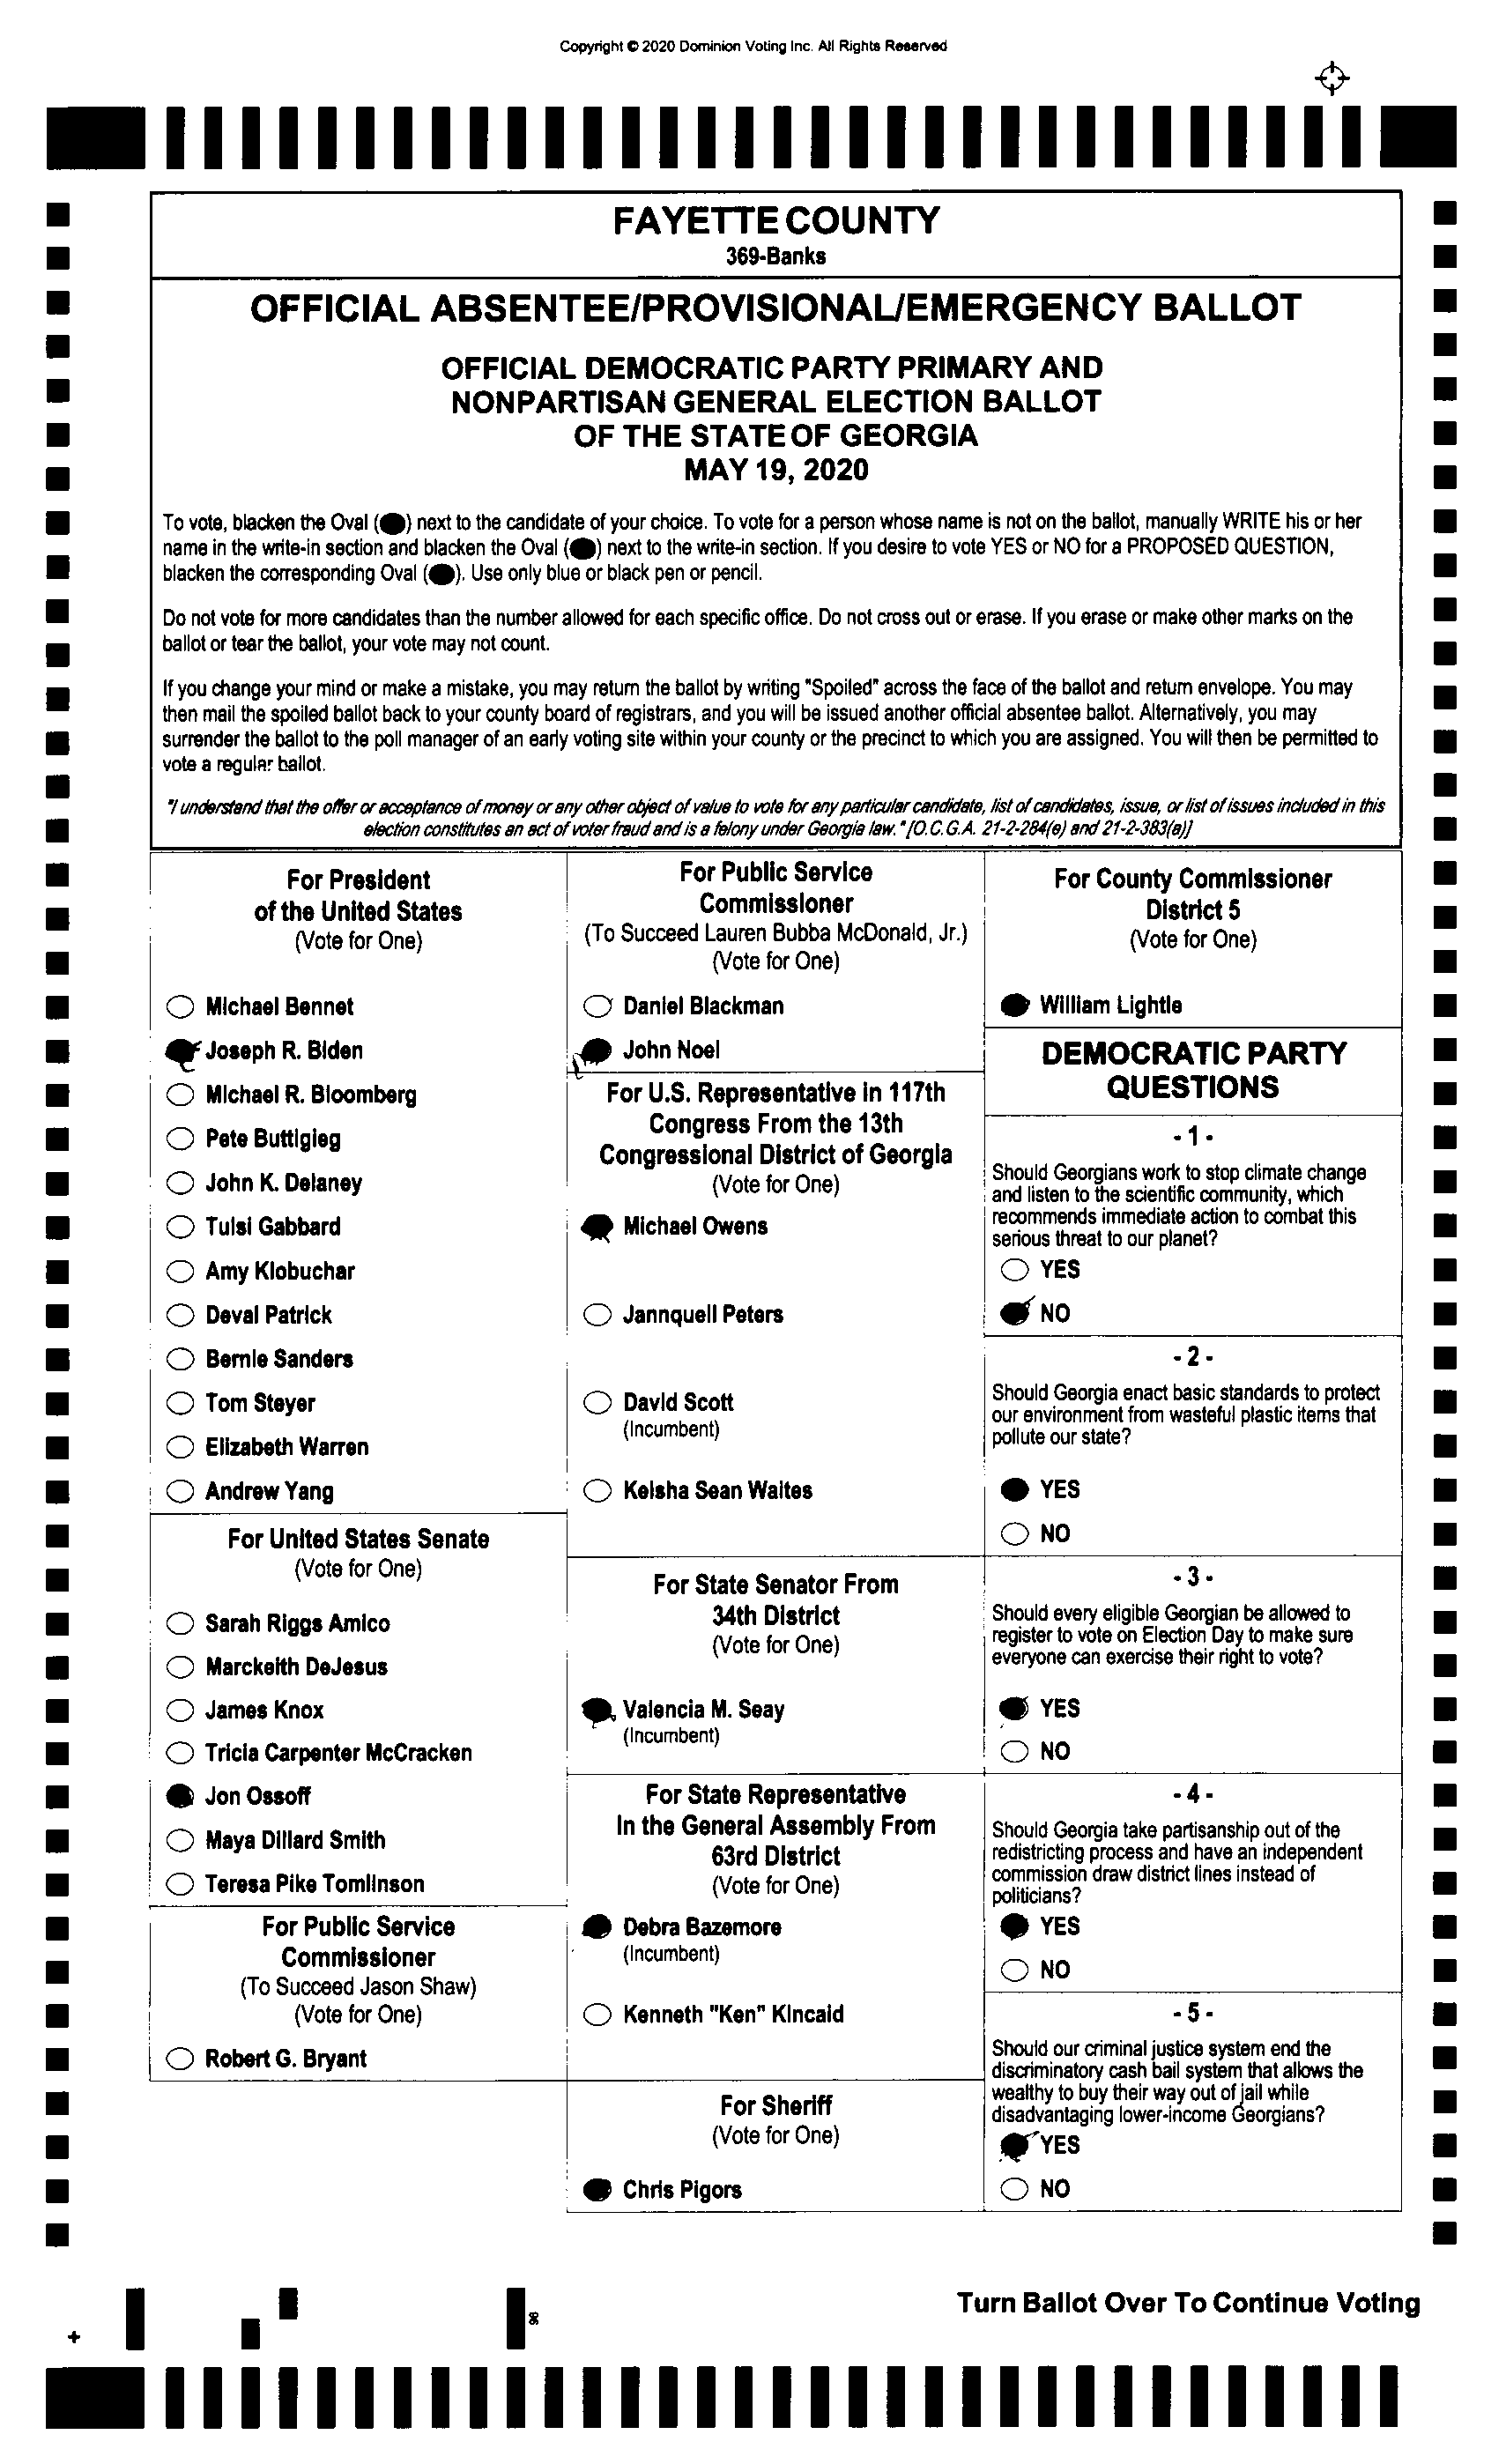 Copyright © 2020 Dominion Voting Inc. All Rights Reserved
FAYETTE COUNTY
369-Banks
OFFICIAL ABSENTEE/PROVISIONAL/EMERGENCY BALLOT
OFFICIAL DEMOCRATIC PARTY PRIMARY AND
NONPARTISAN GENERAL ELECTION BALLOT
OF THE STATE OF GEORGIA
MAY 19, 2020
To vote, blacken the Oval ( ) next to the candidate of your choice. To vote for a person whose name is not on the ballot, manually WRITE his or her
name in the write-in section and blacken the Oval ( ) next to the write-in section. If you desire to vote YES or NO for a PROPOSED QUESTION,
blacken the corresponding Oval ( ). Use only blue or black pen or pencil.
Do not vote for more candidates than the number allowed for each specific office. Do not cross out or erase. If you erase or make other marks on the
ballot or tear the ballot, your vote may not count.
If you change your mind or make a mistake, you may return the ballot by writing "Spoiled" across the face of the ballot and return envelope. You may
then mail the spoiled ballot back to your county board of registrars, and you will be issued another official absentee ballot. Alternatively, you may
surrender the ballot to the poll manager of an early voting site within your county or the precinct to which you are assigned. You will then be permitted to
vote a regular ballot.
"I understand that the offer or acceptance of money or any other object of value to vote for any particular candidate, list of candidates, issue, or list of issues included in this
election constitutes an act of voter fraud and is a felony under Georgia law." [O.C.G.A. 21-2-284(e) and 21-2-383(a)]
For President
of the United States
(Vote for One)
Michael Bennet
Joseph R. Biden
Michael R. Bloomberg
Pete Buttigieg
John K. Delaney
Tulsi Gabbard
Amy Klobuchar
Deval Patrick
Bernie Sanders
Tom Steyer
Elizabeth Warren
Andrew Yang
For United States Senate
(Vote for One)
Sarah Riggs Amico
Marckeith DeJesus
James Knox
Tricia Carpenter McCracken
Jon Ossoff
Maya Dillard Smith
Teresa Pike Tomlinson
For Public Service
Commissioner
(To Succeed Jason Shaw)
(Vote for One)
Robert G. Bryant
For Public Service
Commissioner
(To Succeed Lauren Bubba McDonald, Jr.)
(Vote for One)
Daniel Blackman
John Noel
For U.S. Representative in 117th
Congress From the 13th
Congressional District of Georgia
(Vote for One)
Michael Owens
Jannquell Peters
David Scott
(Incumbent)
Keisha Sean Waites
For State Senator From
34th District
(Vote for One)
Valencia M. Seay
(Incumbent)
For State Representative
In the General Assembly From
63rd District
(Vote for One)
Debra Bazemore
(Incumbent)
Kenneth "Ken" Kincaid
For Sheriff
(Vote for One)
Chris Pigors
For County Commissioner
District 5
(Vote for One)
William Lightle
DEMOCRATIC PARTY
QUESTIONS
- 1 -
Should Georgians work to stop climate change
and listen to the scientific community, which
recommends immediate action to combat this
serious threat to our planet?
YES
NO
- 2 -
Should Georgia enact basic standards to protect
our environment from wasteful plastic items that
pollute our state?
YES
NO
- 3 -
Should every eligible Georgian be allowed to
register to vote on Election Day to make sure
everyone can exercise their right to vote?
YES
NO
- 4 -
Should Georgia take partisanship out of the
redistricting process and have an independent
commission draw district lines instead of
politicians?
YES
NO
- 5 -
Should our criminal justice system end the
discriminatory cash bail system that allows the
wealthy to buy their way out of jail while
disadvantaging lower-income Georgians?
YES
NO
Turn Ballot Over To Continue Voting